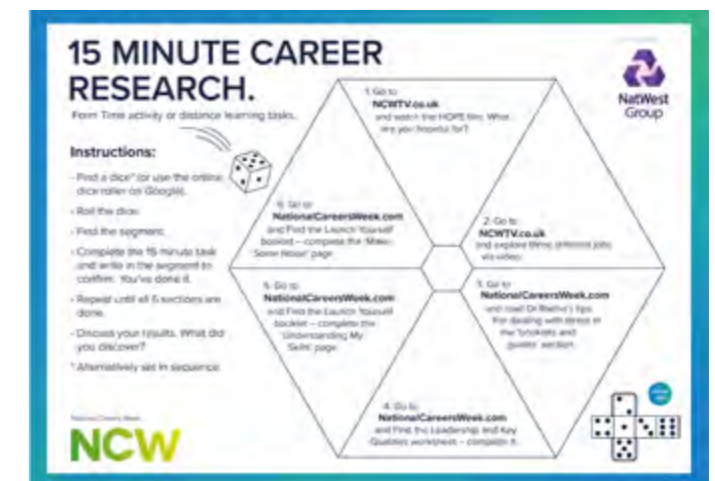 15 MINUTE CAREER
RESEARCH.
Form Time activity or distance learning tasks.
Instructions:
- Find a dice* (or use the online
dice roller on Google).
- Roll the dice.
- Find the segment.
- Complete the 15 minute task
and write in the segment to
confirm. You've done it.
- Repeat until all 6 sections are
done.
- Discuss your results. What did
you discover?
* Alternatively set in sequence.
National Careers Week
NCW
1. Go to
NCWTV.co.uk
and watch the HOPE film. What
are you hopeful for?
2. Go to
NCWTV.co.uk
and explore three different jobs
via video.
3. Go to
NationalCareersWeek.com
and read Dr
tips
For dealing with stress in
the 'booklets and
guides' section.
4. Go to
NationalCareersWeek.com
and Find the Leadership and Key
Qualities worksheet – complete it.
5. Go to
NationalCareersWeek.com
and Find the Launch Yourself
booklet – complete the
'Understanding My
Skills' page.
6. Go to
NationalCareersWeek.com
and Find the Launch Yourself
booklet – complete the 'Make
Some Noise' page.
NatWest
Group